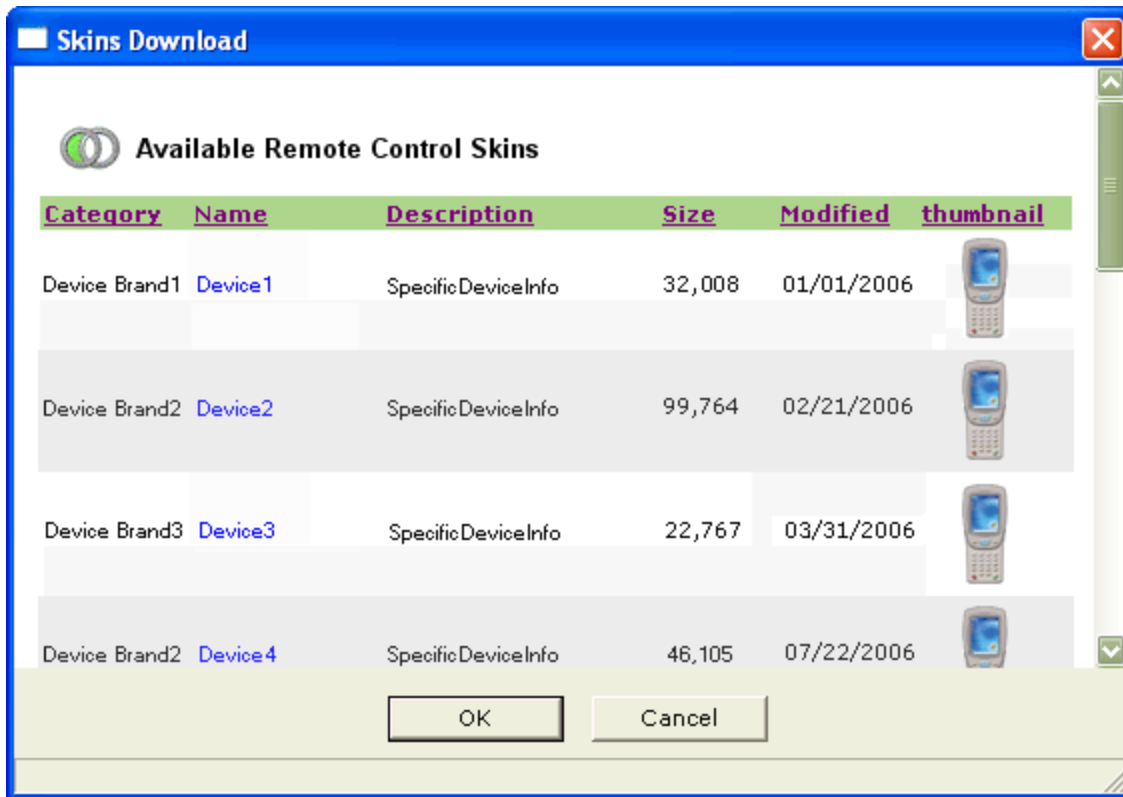 Skins Download
Available Remote Control Skins
Category Name Description Size Modified thumbnail
Device Brand1 Device1 SpecificDeviceInfo 32,008 01/01/2006
Device Brand2 Device2 SpecificDeviceInfo 99,764 02/21/2006
Device Brand3 Device3 SpecificDeviceInfo 22,767 03/31/2006
Device Brand2 Device4 SpecificDeviceInfo 46,105 07/22/2006
OK Cancel